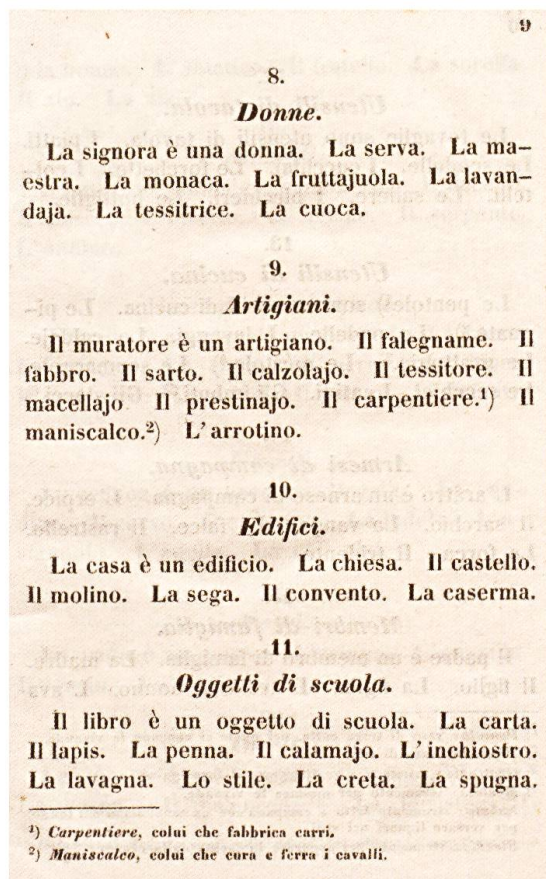 9
8.
Donne.
La signora è una donna. La serva. La ma-
estra. La monaca. La fruttajuola. La lavan-
daja. La tessitrice. La cuoca.
9.
Artigiani.
Il muratore è un artigiano. Il falegname. Il
fabbro. Il sarto. Il calzolajo. Il tessitore. Il
macellajo Il prestinajo. Il carpentiere.¹) Il
maniscalco.²) L' arrotino.
10.
Edifici.
La casa è un edificio. La chiesa. Il castello.
Il molino. La sega. Il convento. La caserma.
11.
Oggetti di scuola.
Il libro è un oggetto di scuola. La carta.
Il lapis. La penna. Il calamajo. L' inchiostro.
La lavagna. Lo stile. La creta. La spugna.
¹) Carpentiere, colui che fabbrica carri.
²) Maniscalco, colui che cura e ferra i cavalli.